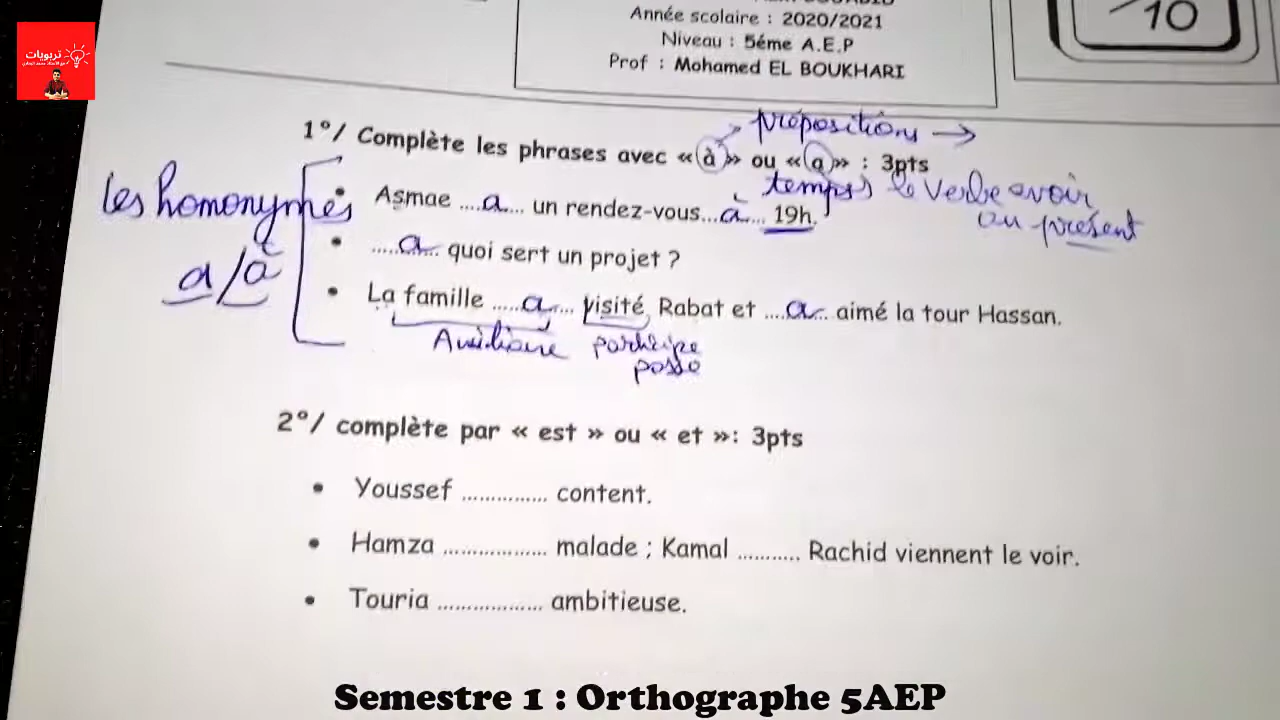 تربويات
Année scolaire : 2020/2021
Niveau : 5éme A.E.P
Prof : Mohamed EL BOUKHARI
/10
prépositions →
1°/ Complète les phrases avec « à » ou « a » : 3pts
temps le verbe avoir
au présent
les homonymes
a/à
• Asmae ....a.... un rendez-vous...à.... 19h.
• .....a..... quoi sert un projet ?
• La famille .....a.... visité Rabat et ....a... aimé la tour Hassan.
Auxiliaire participe
passé
2°/ complète par « est » ou « et »: 3pts
• Youssef ............... content.
• Hamza .................. malade ; Kamal ........... Rachid viennent le voir.
• Touria .................. ambitieuse.
Semestre 1 : Orthographe 5AEP